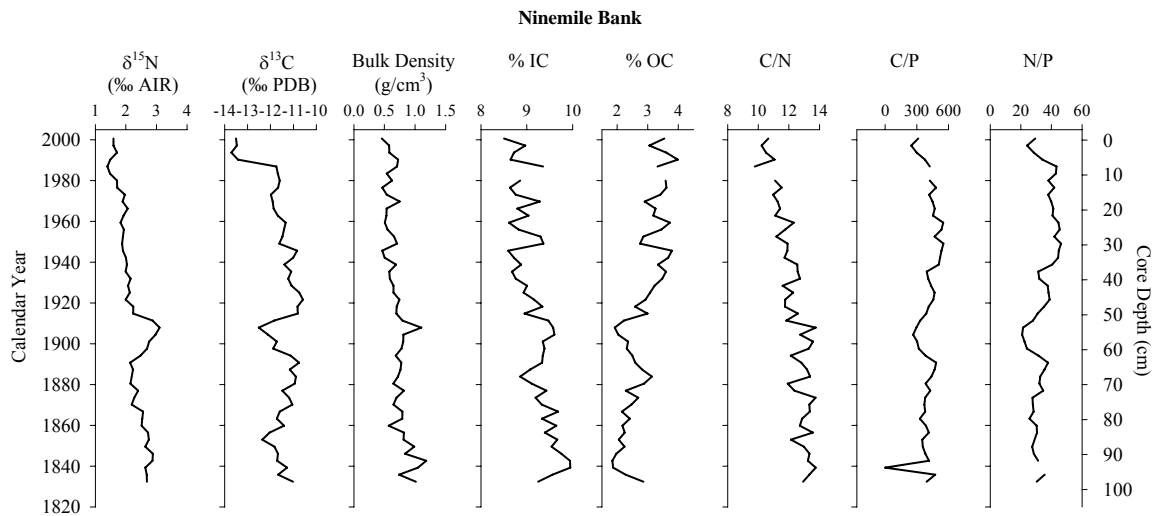 Ninemile Bank
δ15N (‰ AIR)
δ13C (‰ PDB)
Bulk Density (g/cm3)
% IC
% OC
C/N
C/P
N/P
1 2 3 4
-14 -13 -12 -11 -10
0.0 0.5 1.0 1.5
8 9 10
2 3 4
8 10 12 14
0 300 600
0 20 40 60
2000
1980
1960
1940
1920
1900
1880
1860
1840
1820
Calendar Year
0
10
20
30
40
50
60
70
80
90
100
Core Depth (cm)